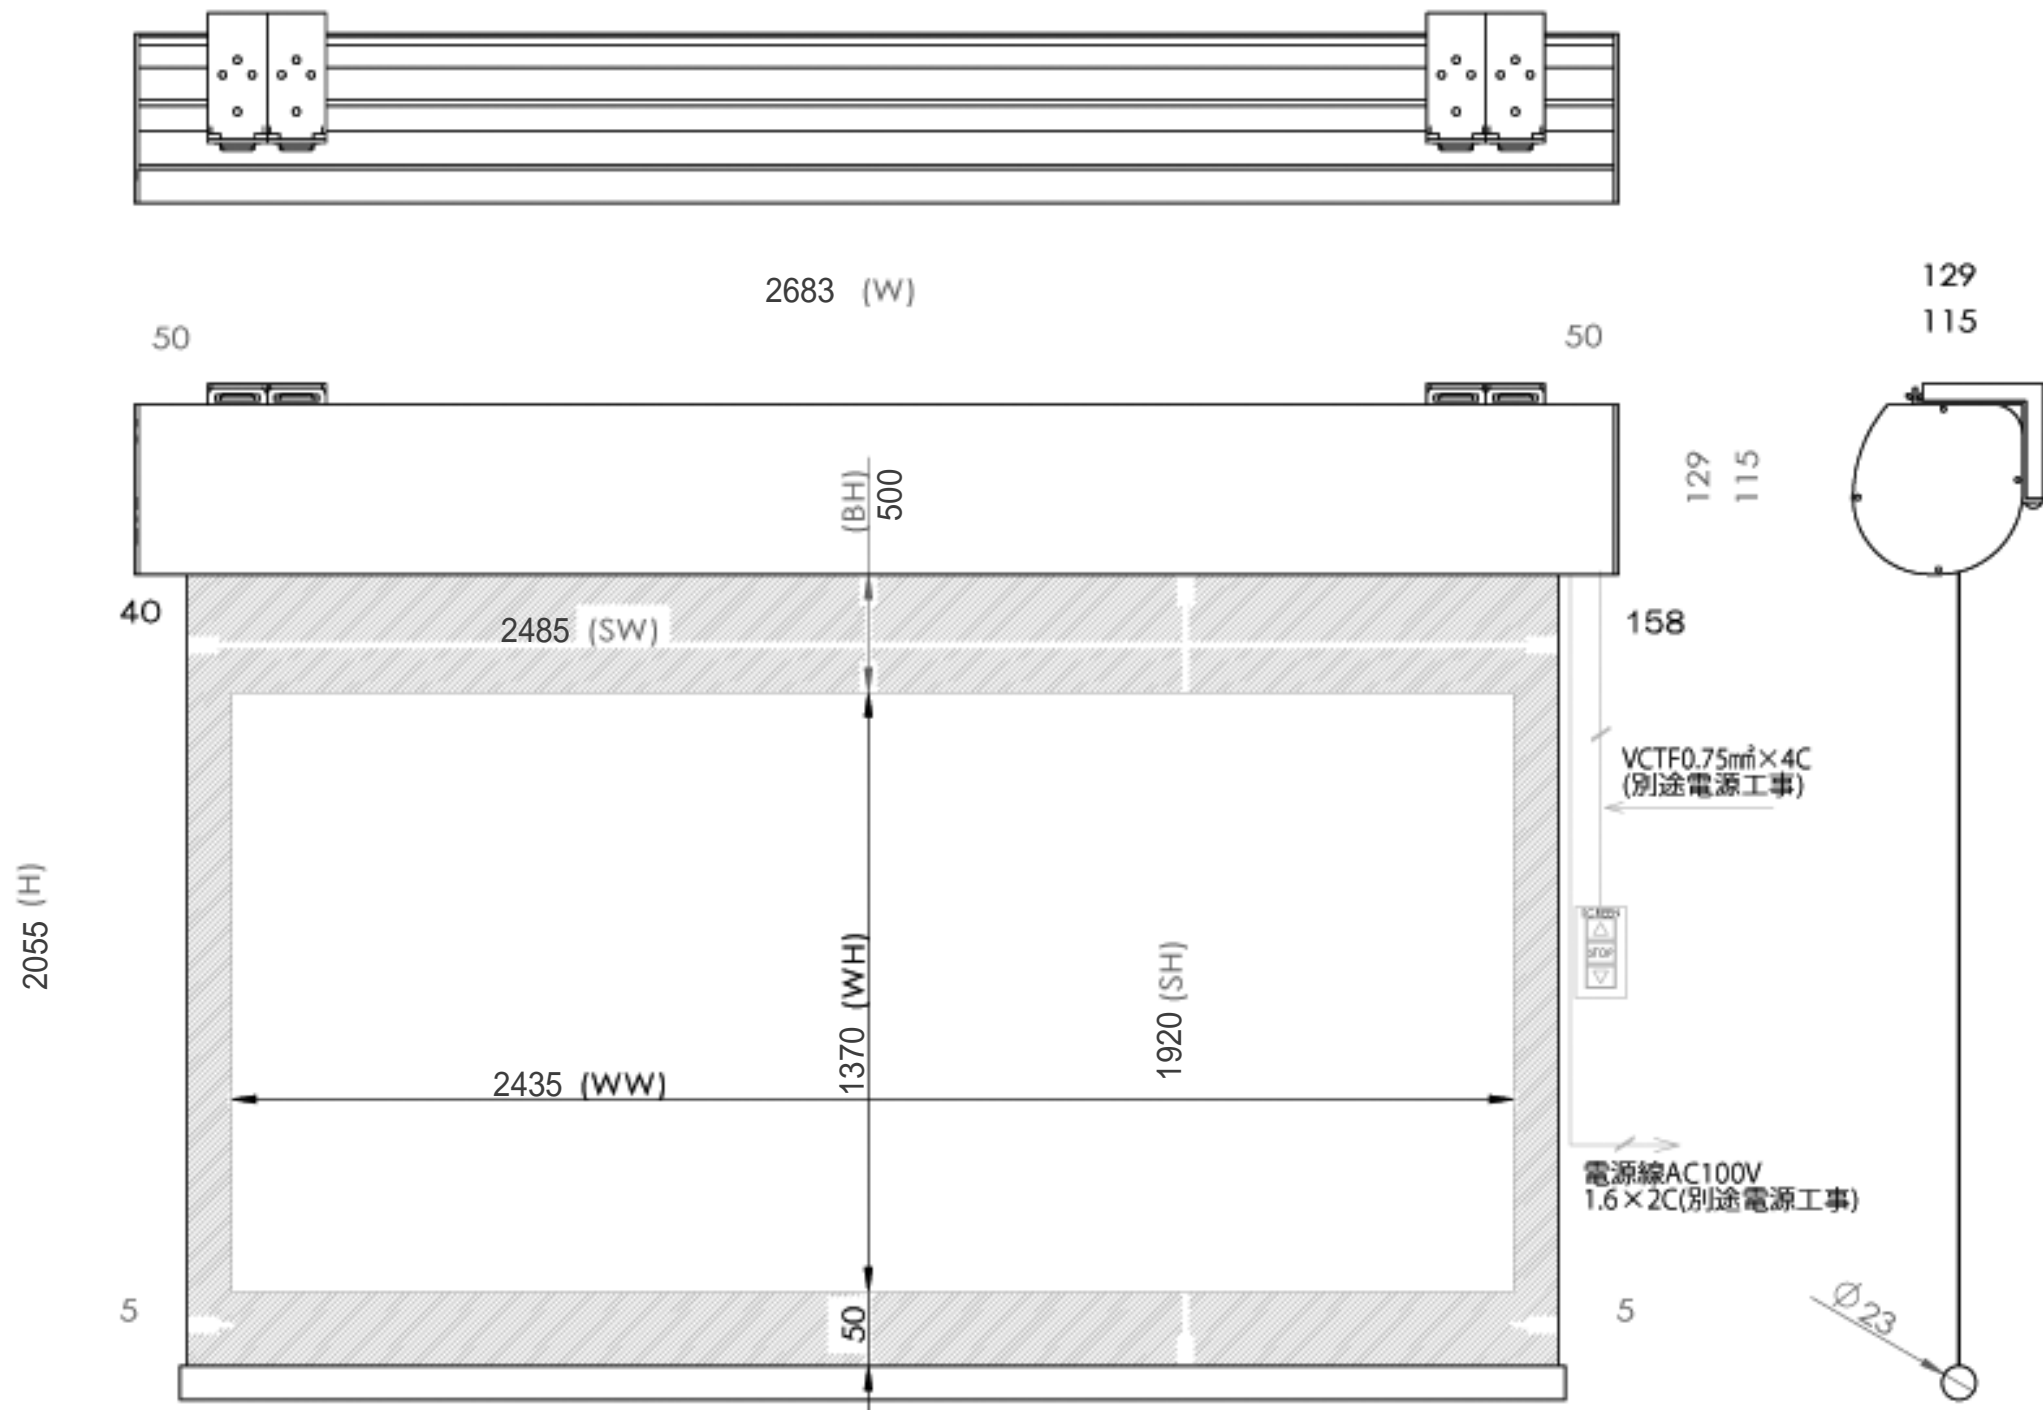 2683 (W)
129
115
50
50
(BH)
500
129
115
40
2485 (SW)
158
VCTF0.75m㎡×4C
(別途電源工事)
2055 (H)
SCREEN
STOP
1370 (WH)
1920 (SH)
2435 (WW)
電源線AC100V
1.6×2C(別途電源工事)
5
50
5
Ø23